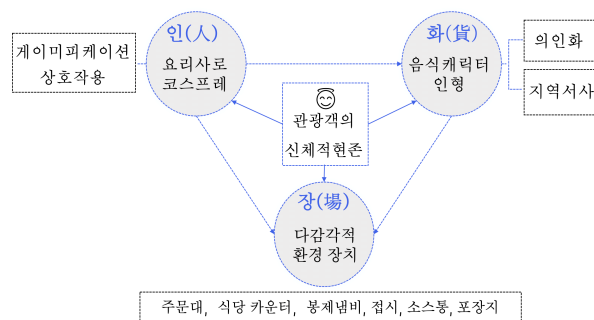 인(人)
화(貨)
의인화
게이미피케이션
상호작용
요리사로
코스프레
음식캐릭터
인형
지역서사
관광객의
신체적현존
장(場)
다감각적
환경 장치
주문대, 식당 카운터, 봉제냄비, 접시, 소스통, 포장지